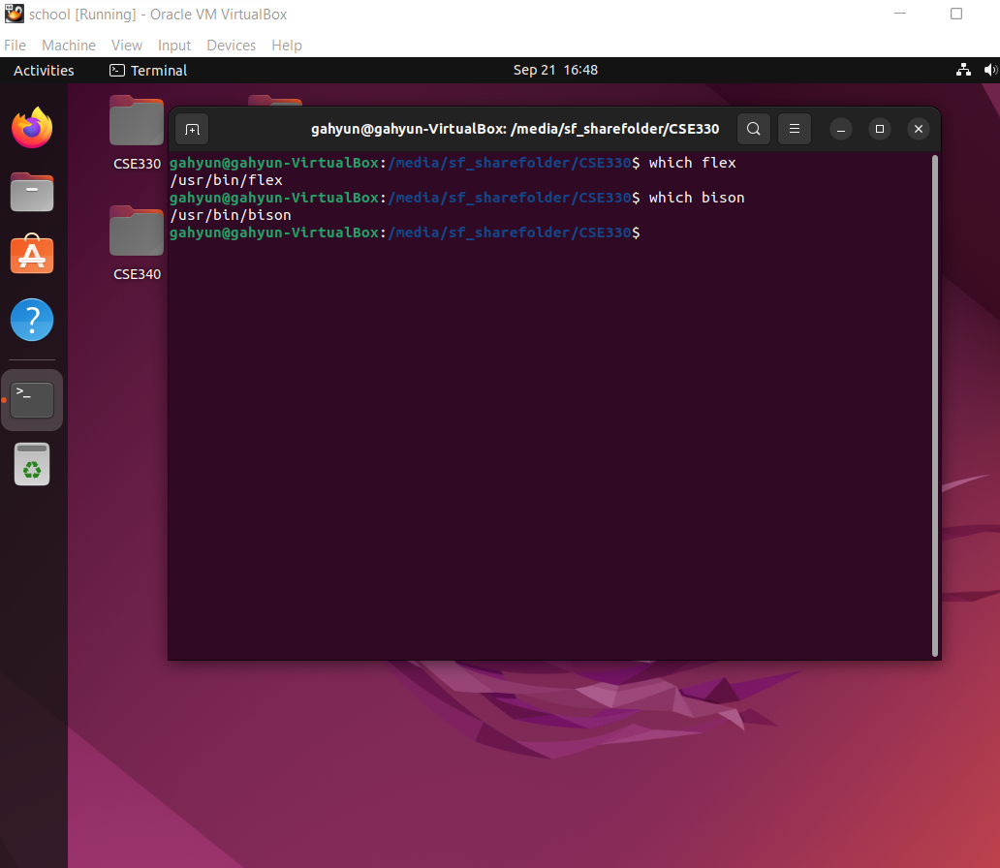 school [Running] - Oracle VM VirtualBox
File Machine View Input Devices Help
Activities Terminal Sep 21 16:48
gahyun@gahyun-VirtualBox: /media/sf_sharefolder/CSE330
CSE330
CSE340
gahyun@gahyun-VirtualBox:/media/sf_sharefolder/CSE330$ which flex
/usr/bin/flex
gahyun@gahyun-VirtualBox:/media/sf_sharefolder/CSE330$ which bison
/usr/bin/bison
gahyun@gahyun-VirtualBox:/media/sf_sharefolder/CSE330$